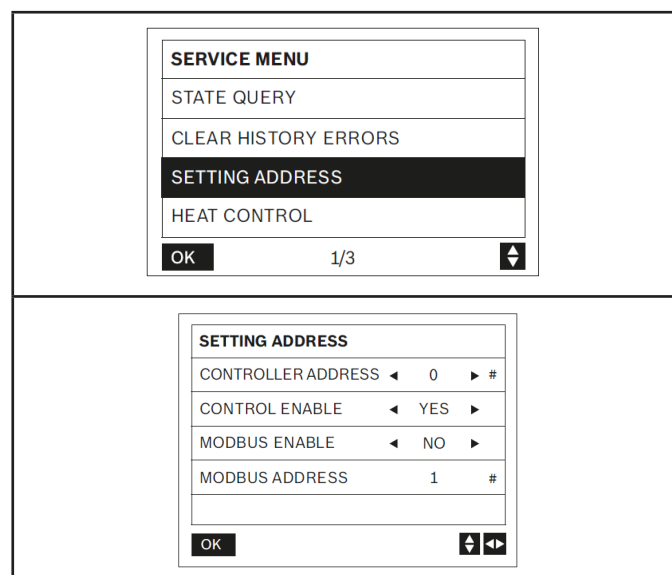 SERVICE MENU
STATE QUERY
CLEAR HISTORY ERRORS
SETTING ADDRESS
HEAT CONTROL
OK 1/3
SETTING ADDRESS
CONTROLLER ADDRESS ◀ 0 ▶ #
CONTROL ENABLE ◀ YES ▶
MODBUS ENABLE ◀ NO ▶
MODBUS ADDRESS 1 #
OK